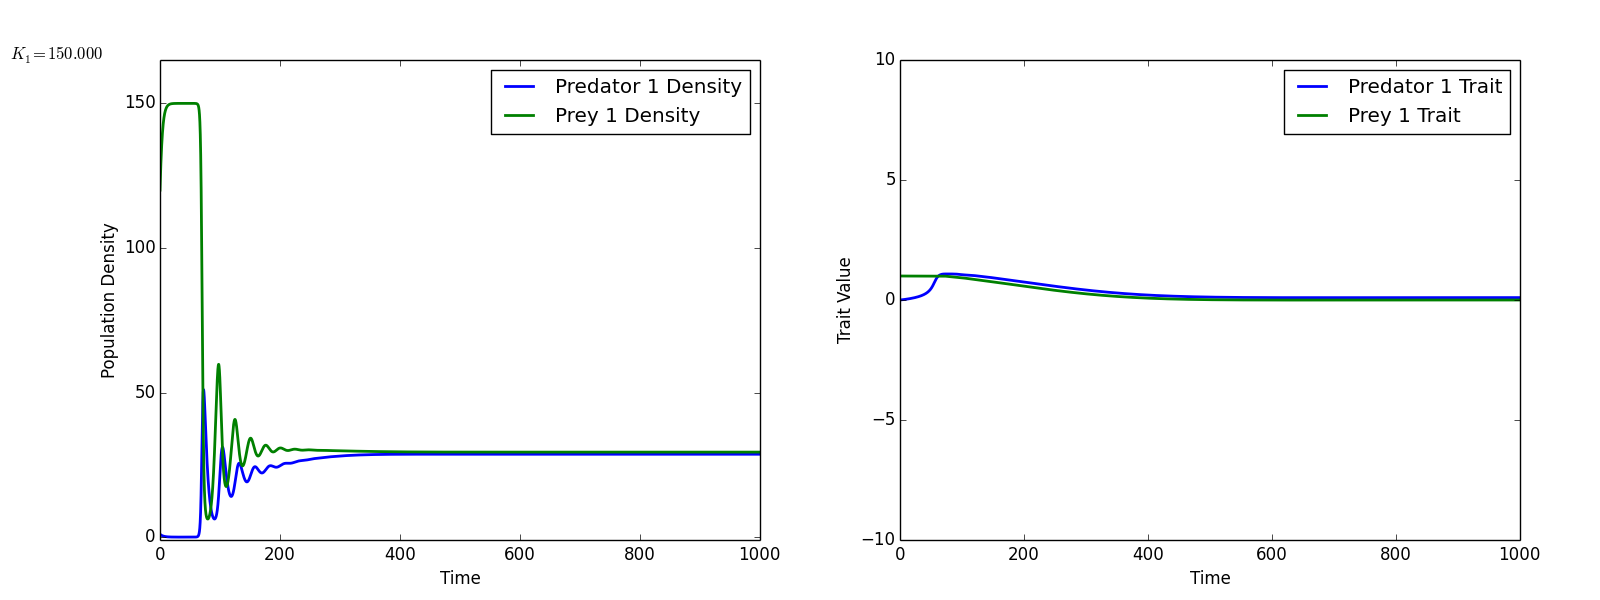 K₁=150.000
Predator 1 Density
Prey 1 Density
150
100
50
0
Population Density
0 200 400 600 800 1000
Time
Predator 1 Trait
Prey 1 Trait
10
5
0
−5
−10
Trait Value
0 200 400 600 800 1000
Time